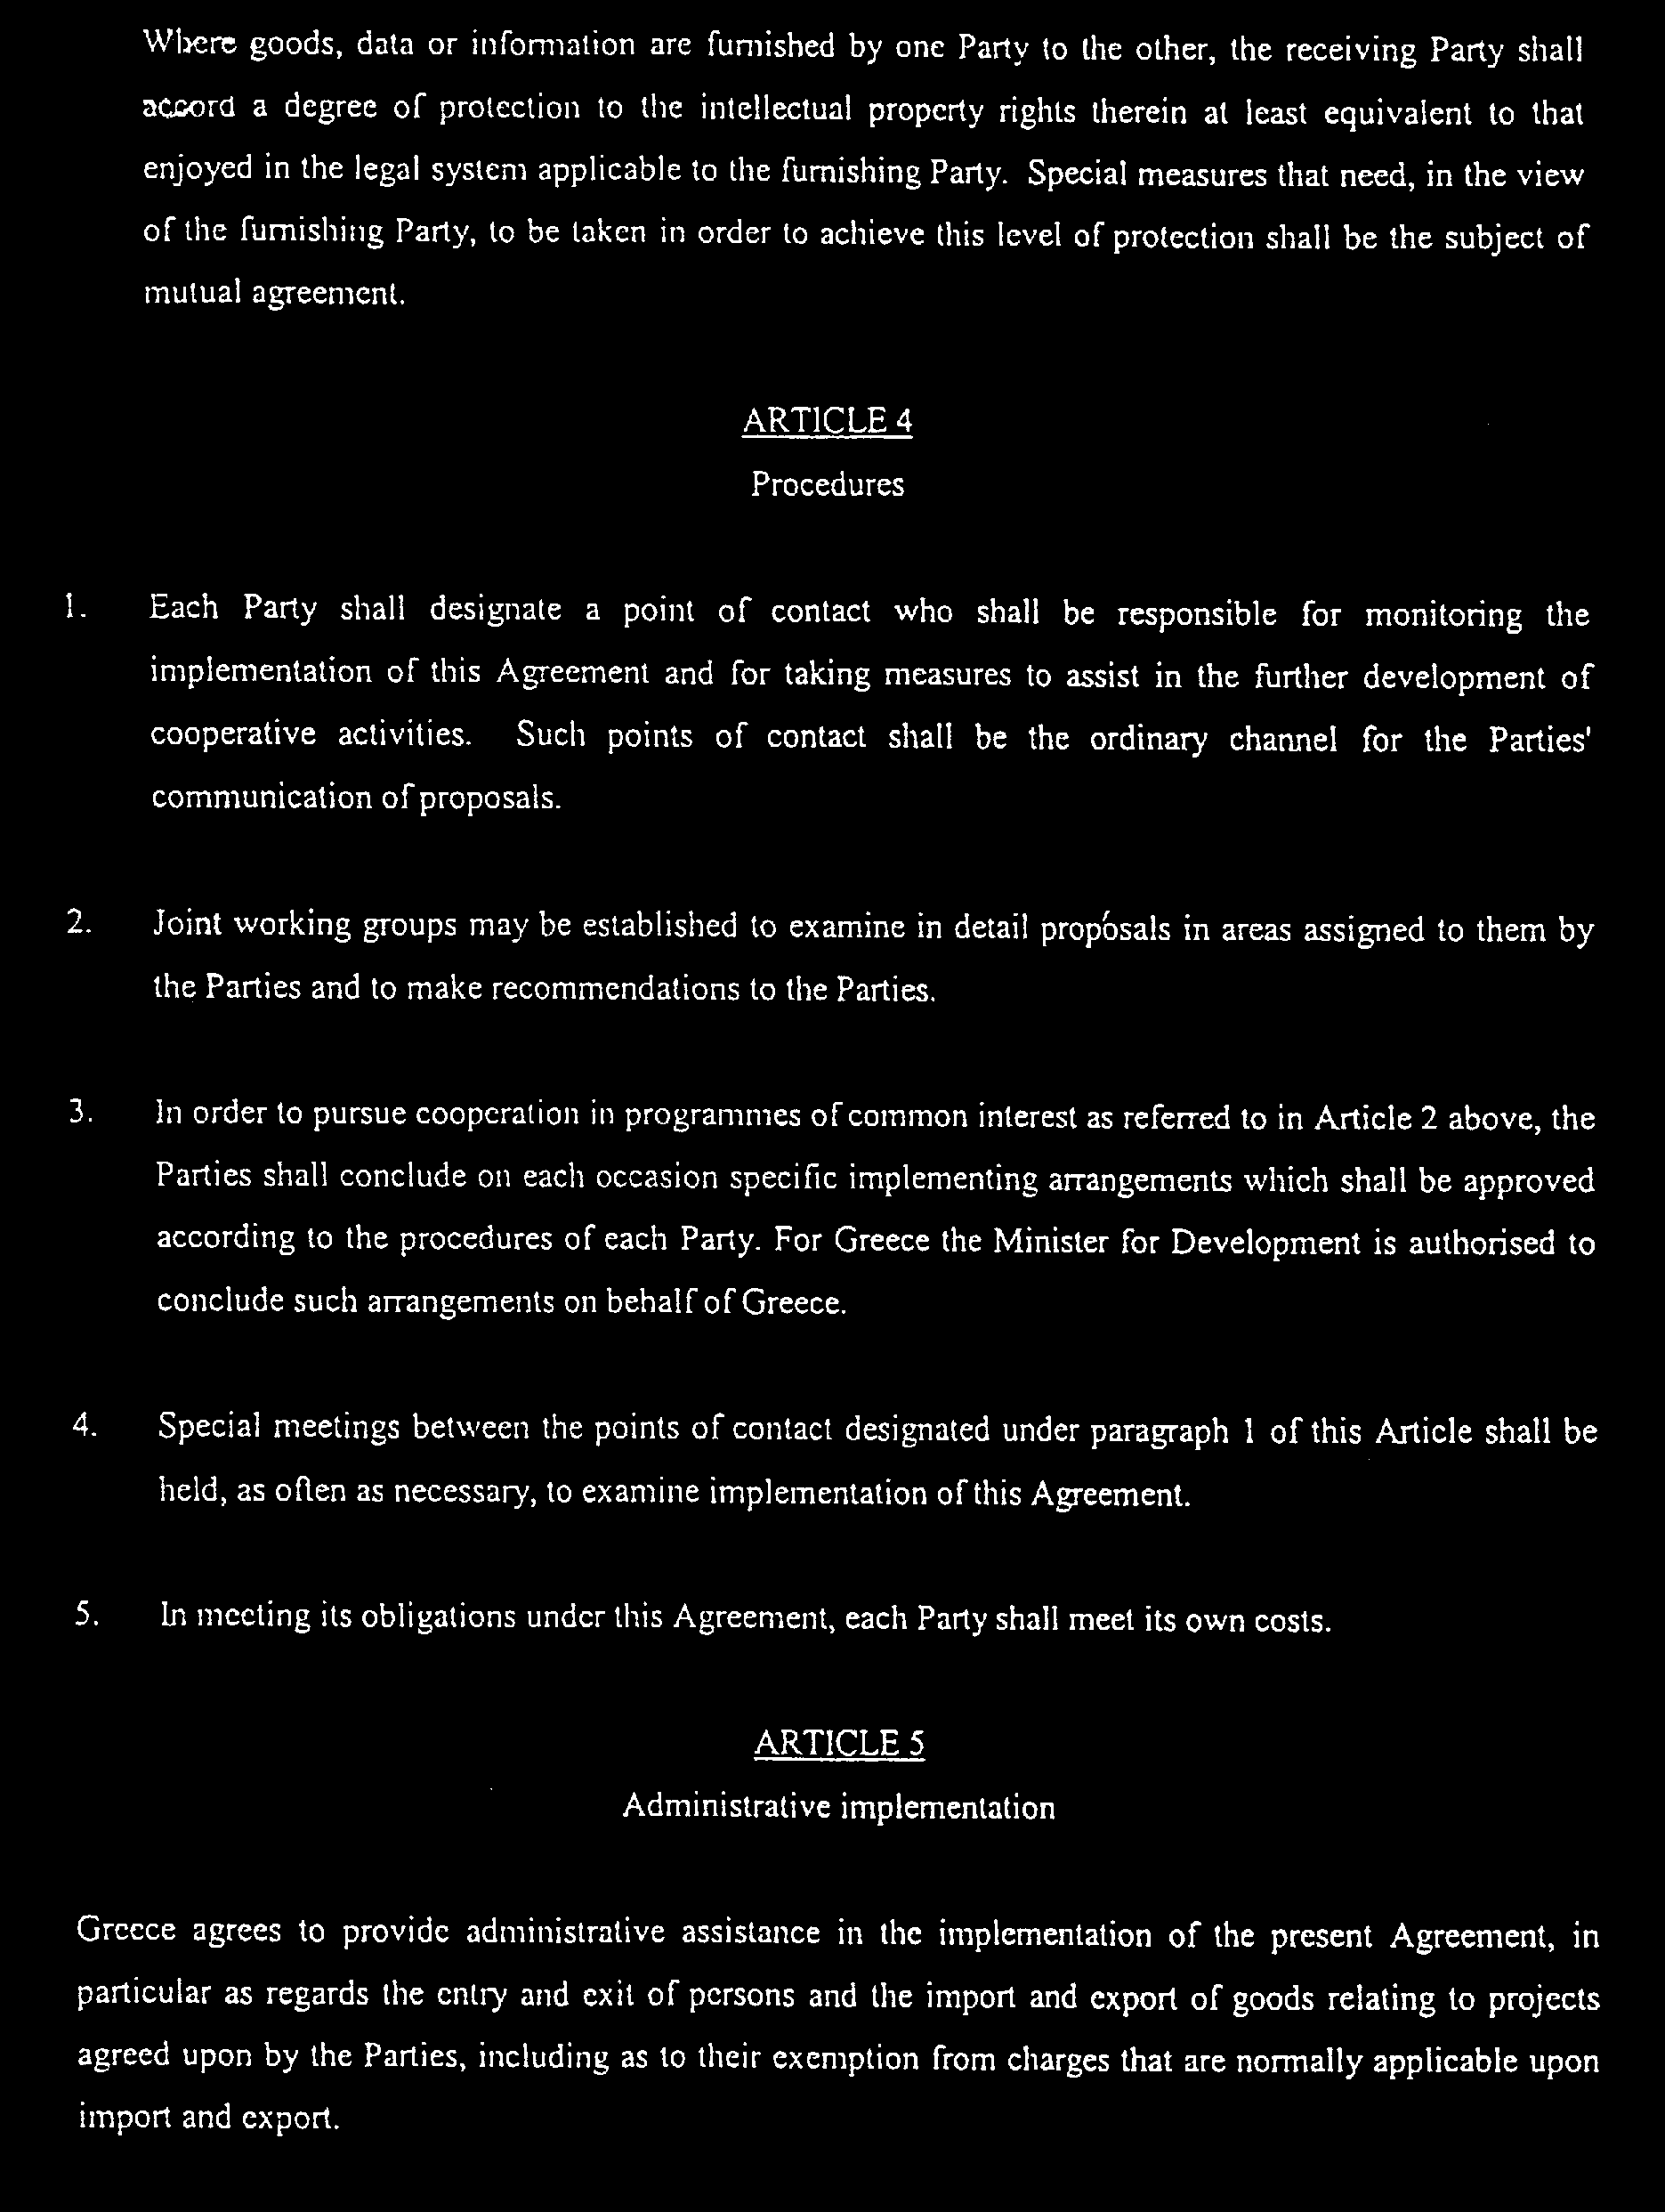 Where goods, data or information are furnished by one Party to the other, the receiving Party shall
accord a degree of protection to the intellectual property rights therein at least equivalent to that
enjoyed in the legal system applicable to the furnishing Party. Special measures that need, in the view
of the furnishing Party, to be taken in order to achieve this level of protection shall be the subject of
mutual agreement.
ARTICLE 4
Procedures
1. Each Party shall designate a point of contact who shall be responsible for monitoring the
implementation of this Agreement and for taking measures to assist in the further development of
cooperative activities. Such points of contact shall be the ordinary channel for the Parties'
communication of proposals.
2. Joint working groups may be established to examine in detail proposals in areas assigned to them by
the Parties and to make recommendations to the Parties.
3. In order to pursue cooperation in programmes of common interest as referred to in Article 2 above, the
Parties shall conclude on each occasion specific implementing arrangements which shall be approved
according to the procedures of each Party. For Greece the Minister for Development is authorised to
conclude such arrangements on behalf of Greece.
4. Special meetings between the points of contact designated under paragraph 1 of this Article shall be
held, as often as necessary, to examine implementation of this Agreement.
5. In meeting its obligations under this Agreement, each Party shall meet its own costs.
ARTICLE 5
Administrative implementation
Greece agrees to provide administrative assistance in the implementation of the present Agreement, in
particular as regards the entry and exit of persons and the import and export of goods relating to projects
agreed upon by the Parties, including as to their exemption from charges that are normally applicable upon
import and export.